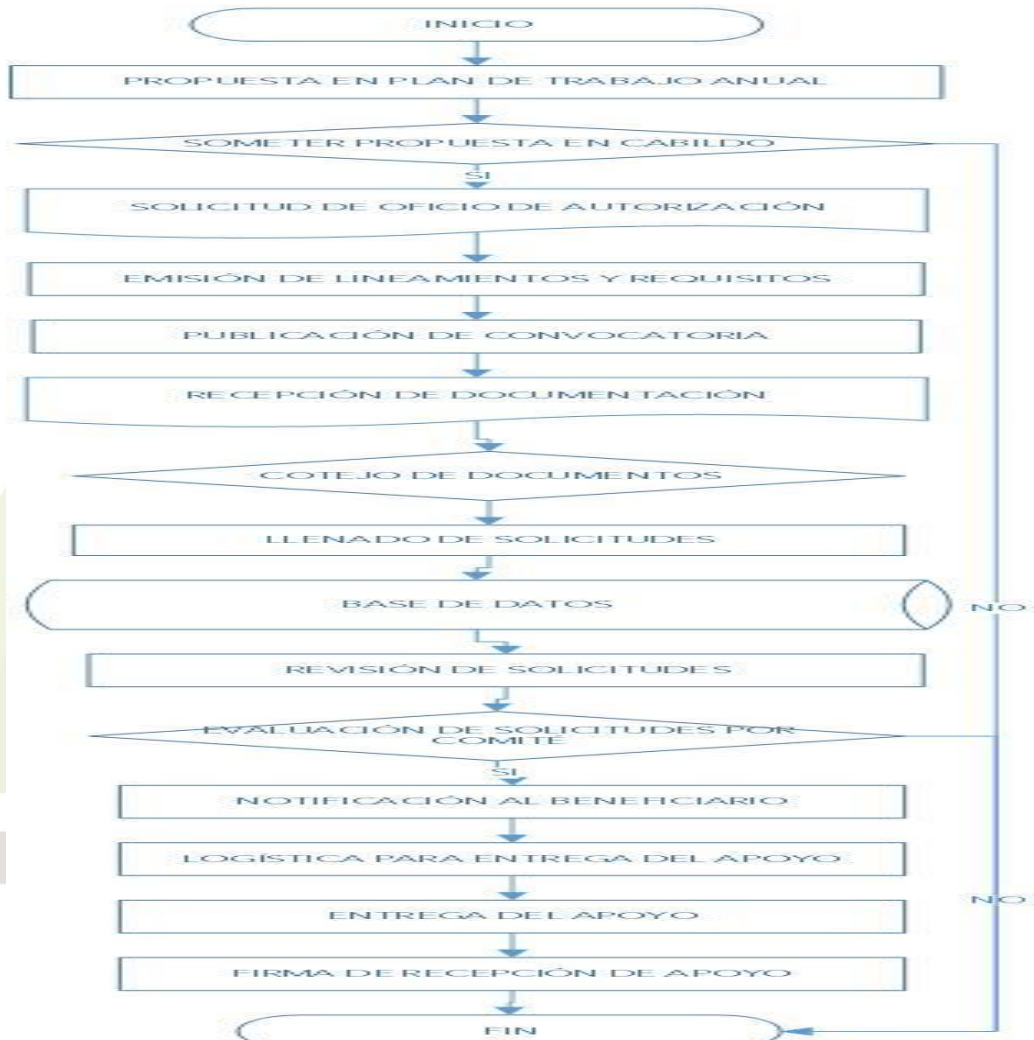 INICIO
PROPUESTA EN PLAN DE TRABAJO ANUAL
SOMETER PROPUESTA EN CABILDO
SI
SOLICITUD DE OFICIO DE AUTORIZACIÓN
EMISIÓN DE LINEAMIENTOS Y REQUISITOS
PUBLICACIÓN DE CONVOCATORIA
RECEPCIÓN DE DOCUMENTACIÓN
COTEJO DE DOCUMENTOS
LLENADO DE SOLICITUDES
BASE DE DATOS
NO
REVISIÓN DE SOLICITUDES
EVALUACIÓN DE SOLICITUDES POR
COMITÉ
SI
NOTIFICACIÓN AL BENEFICIARIO
LOGÍSTICA PARA ENTREGA DEL APOYO
NO
ENTREGA DEL APOYO
FIRMA DE RECEPCIÓN DE APOYO
FIN